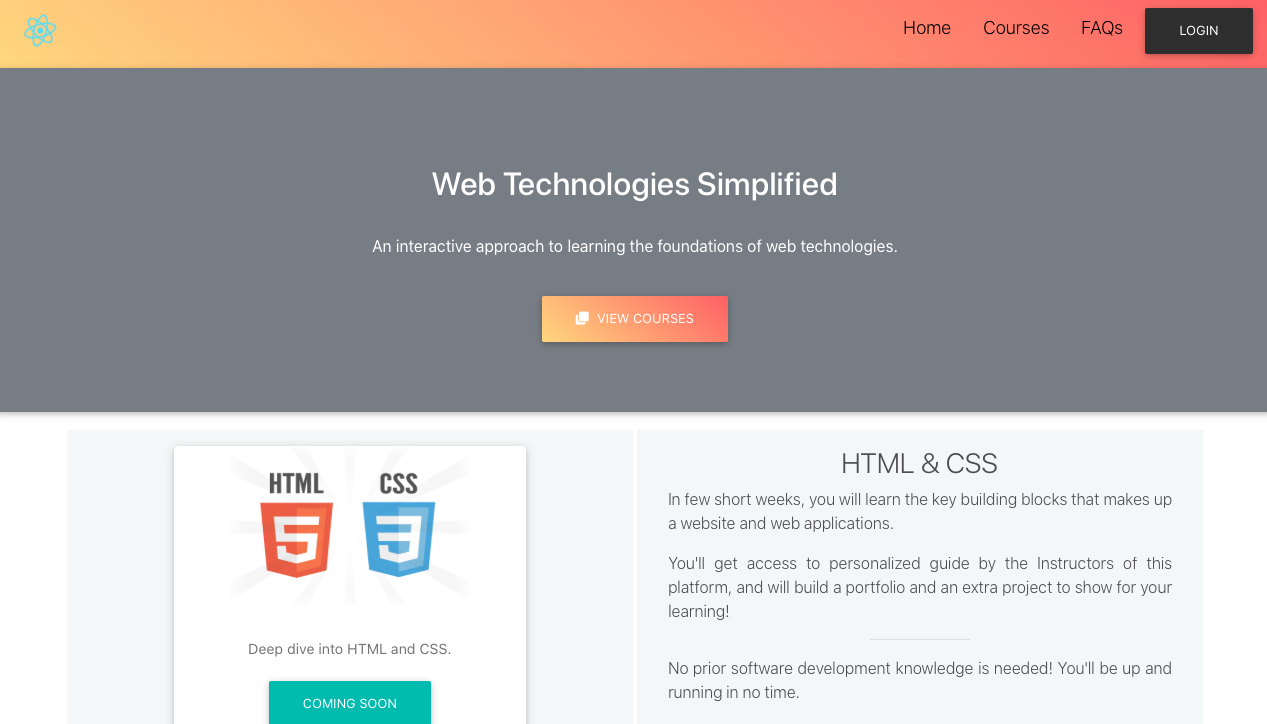 Home Courses FAQs LOGIN
Web Technologies Simplified
An interactive approach to learning the foundations of web technologies.
VIEW COURSES
HTML CSS
5 3
Deep dive into HTML and CSS.
COMING SOON
HTML & CSS
In few short weeks, you will learn the key building blocks that makes up
a website and web applications.
You'll get access to personalized guide by the Instructors of this
platform, and will build a portfolio and an extra project to show for your
learning!
No prior software development knowledge is needed! You'll be up and
running in no time.